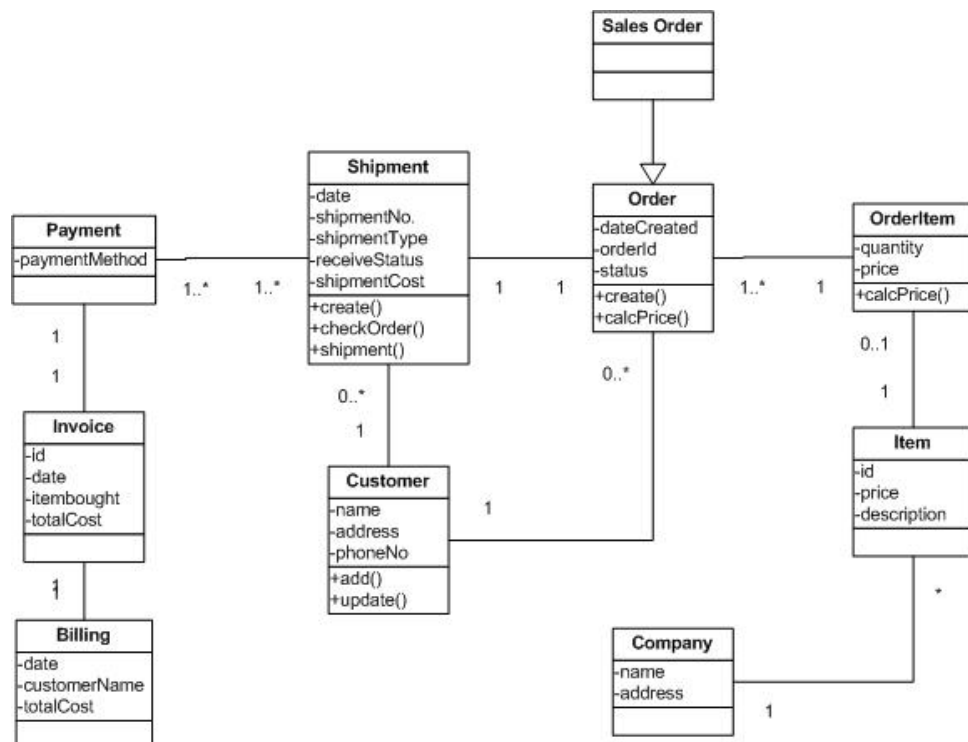 Sales Order
Shipment
-date
-shipmentNo.
-shipmentType
-receiveStatus
-shipmentCost
+create()
+checkOrder()
+shipment()
Order
-dateCreated
-orderId
-status
+create()
+calcPrice()
OrderItem
-quantity
-price
+calcPrice()
Payment
-paymentMethod
1..*
1..*
1
1
1..*
1
1
1
0..*
1
0..*
0..1
1
Invoice
-id
-date
-itembought
-totalCost
Customer
-name
-address
-phoneNo
+add()
+update()
1
Item
-id
-price
-description
1
1
*
Billing
-date
-customerName
-totalCost
Company
-name
-address
1